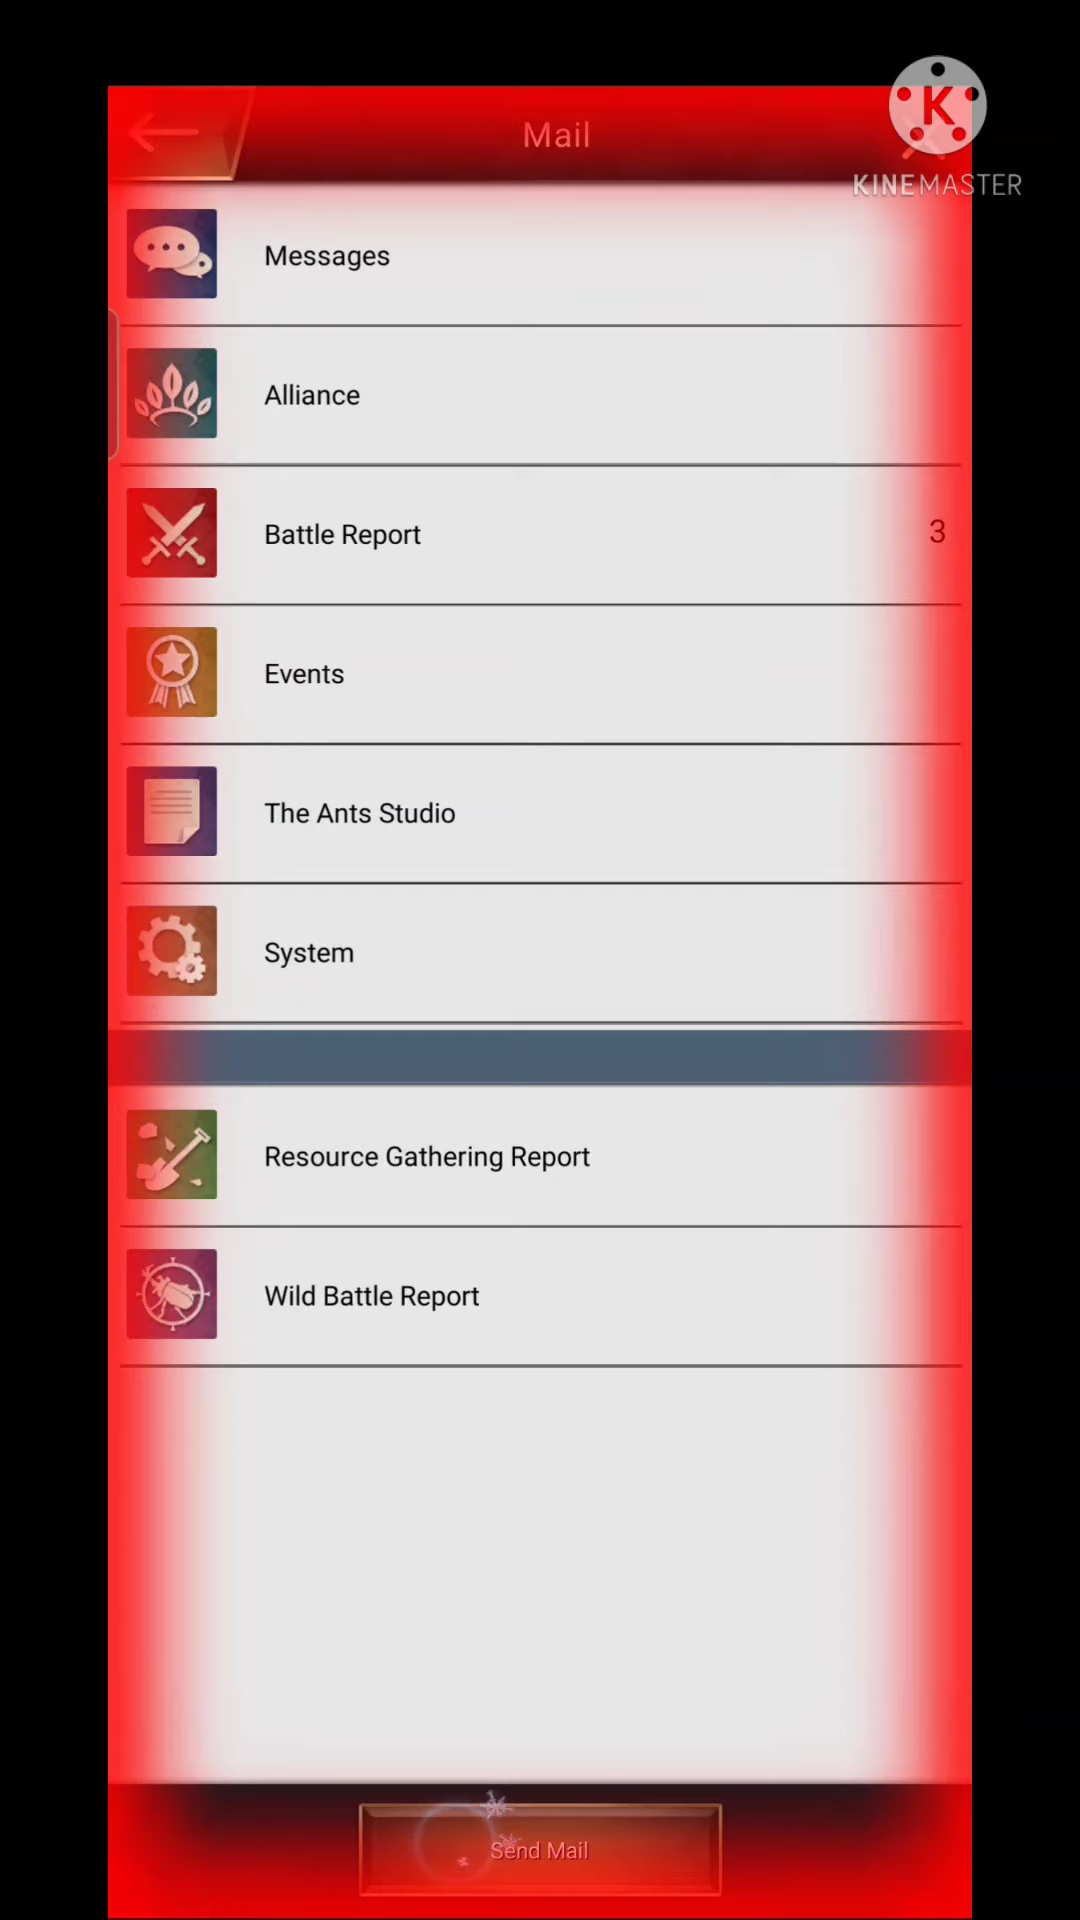 Mail
K
KINEMASTER
Messages
Alliance
Battle Report
3
Events
The Ants Studio
System
Resource Gathering Report
Wild Battle Report
Send Mail